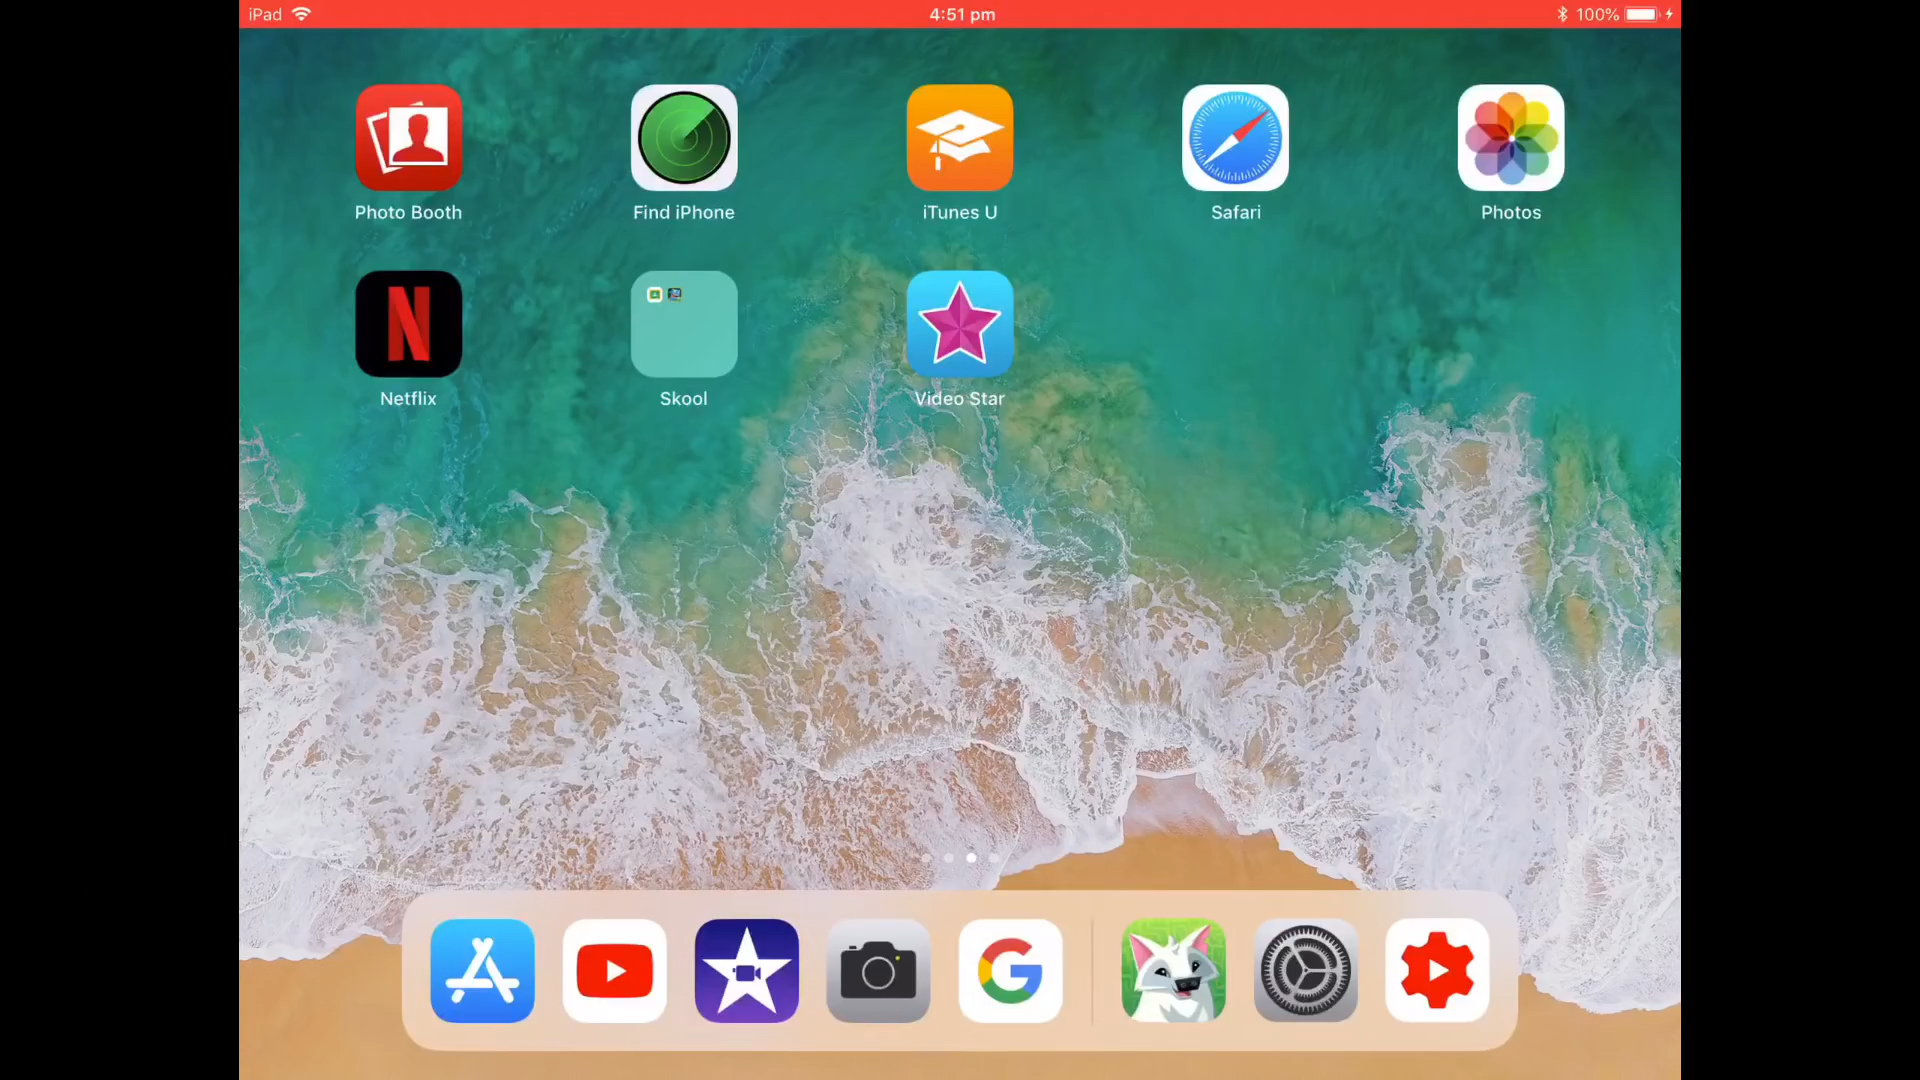 iPad 4:51 pm 100%
Photo Booth Find iPhone iTunes U Safari Photos
N
Netflix Skool Video Star
G